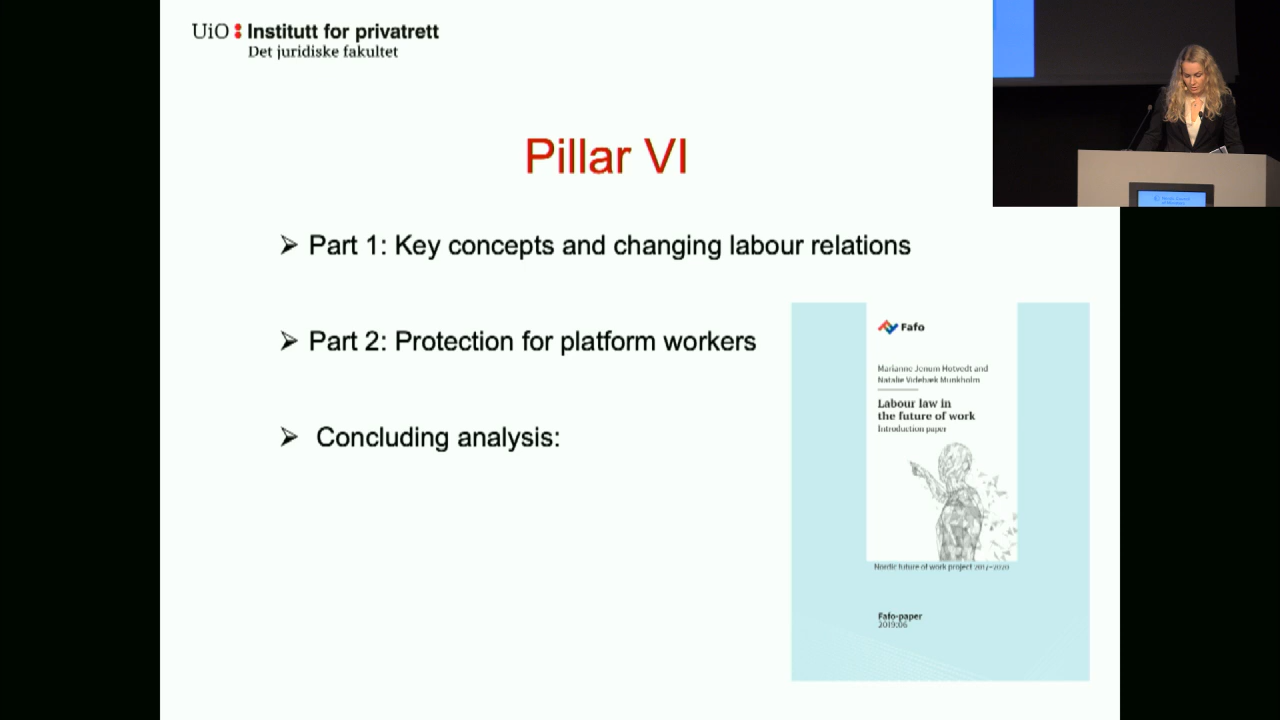 UiO : Institutt for privatrett
Det juridiske fakultet
Pillar VI
➢ Part 1: Key concepts and changing labour relations
➢ Part 2: Protection for platform workers
➢ Concluding analysis:
Fafo
Marianne Jenum Hotvedt and
Natalie Videbæk Munkholm
Labour law in
the future of work
Introduction paper
Nordic future of work project 2017–2020
Fafo-paper
2019:06